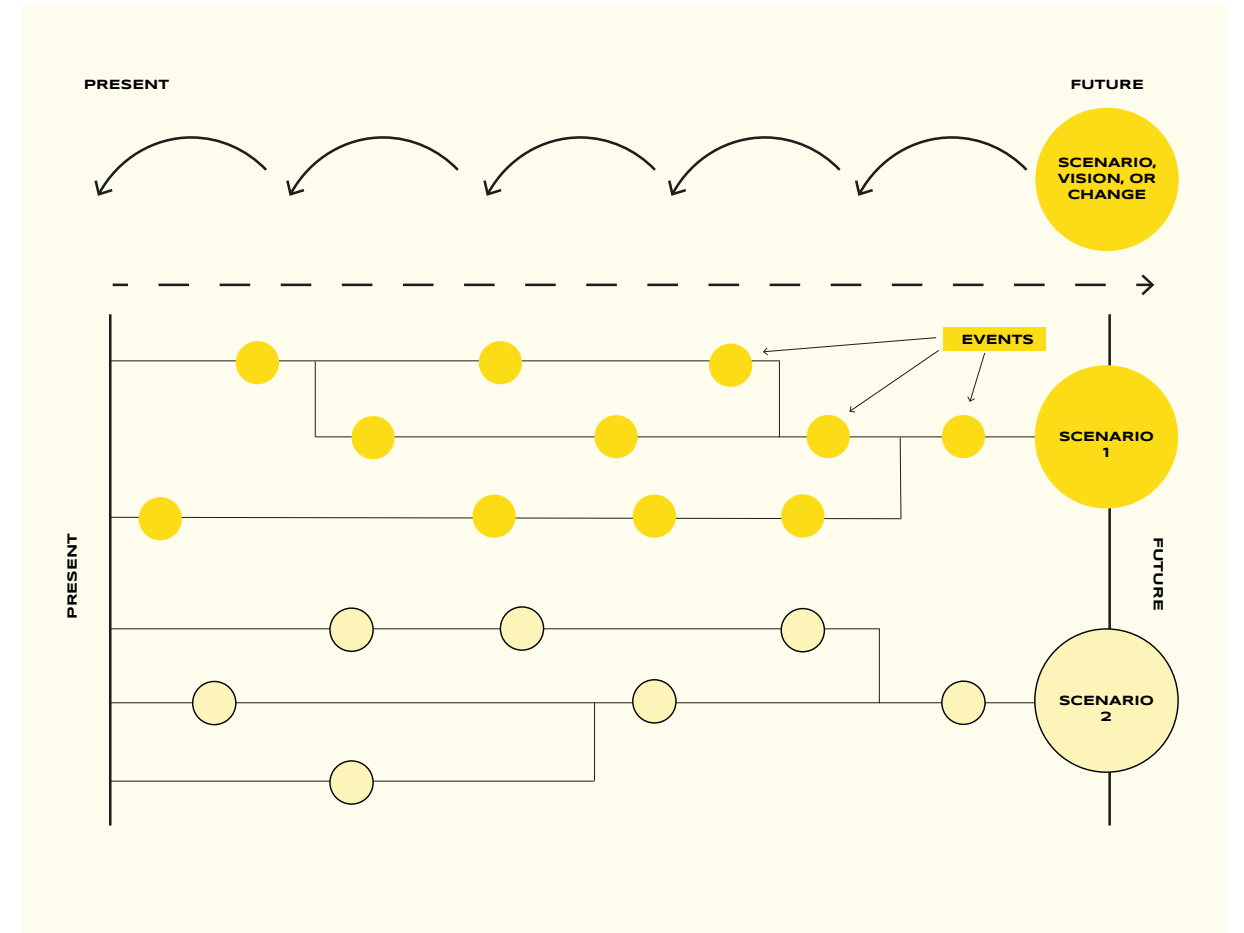 PRESENT
FUTURE
SCENARIO,
VISION, OR
CHANGE
EVENTS
SCENARIO
1
PRESENT
FUTURE
SCENARIO
2